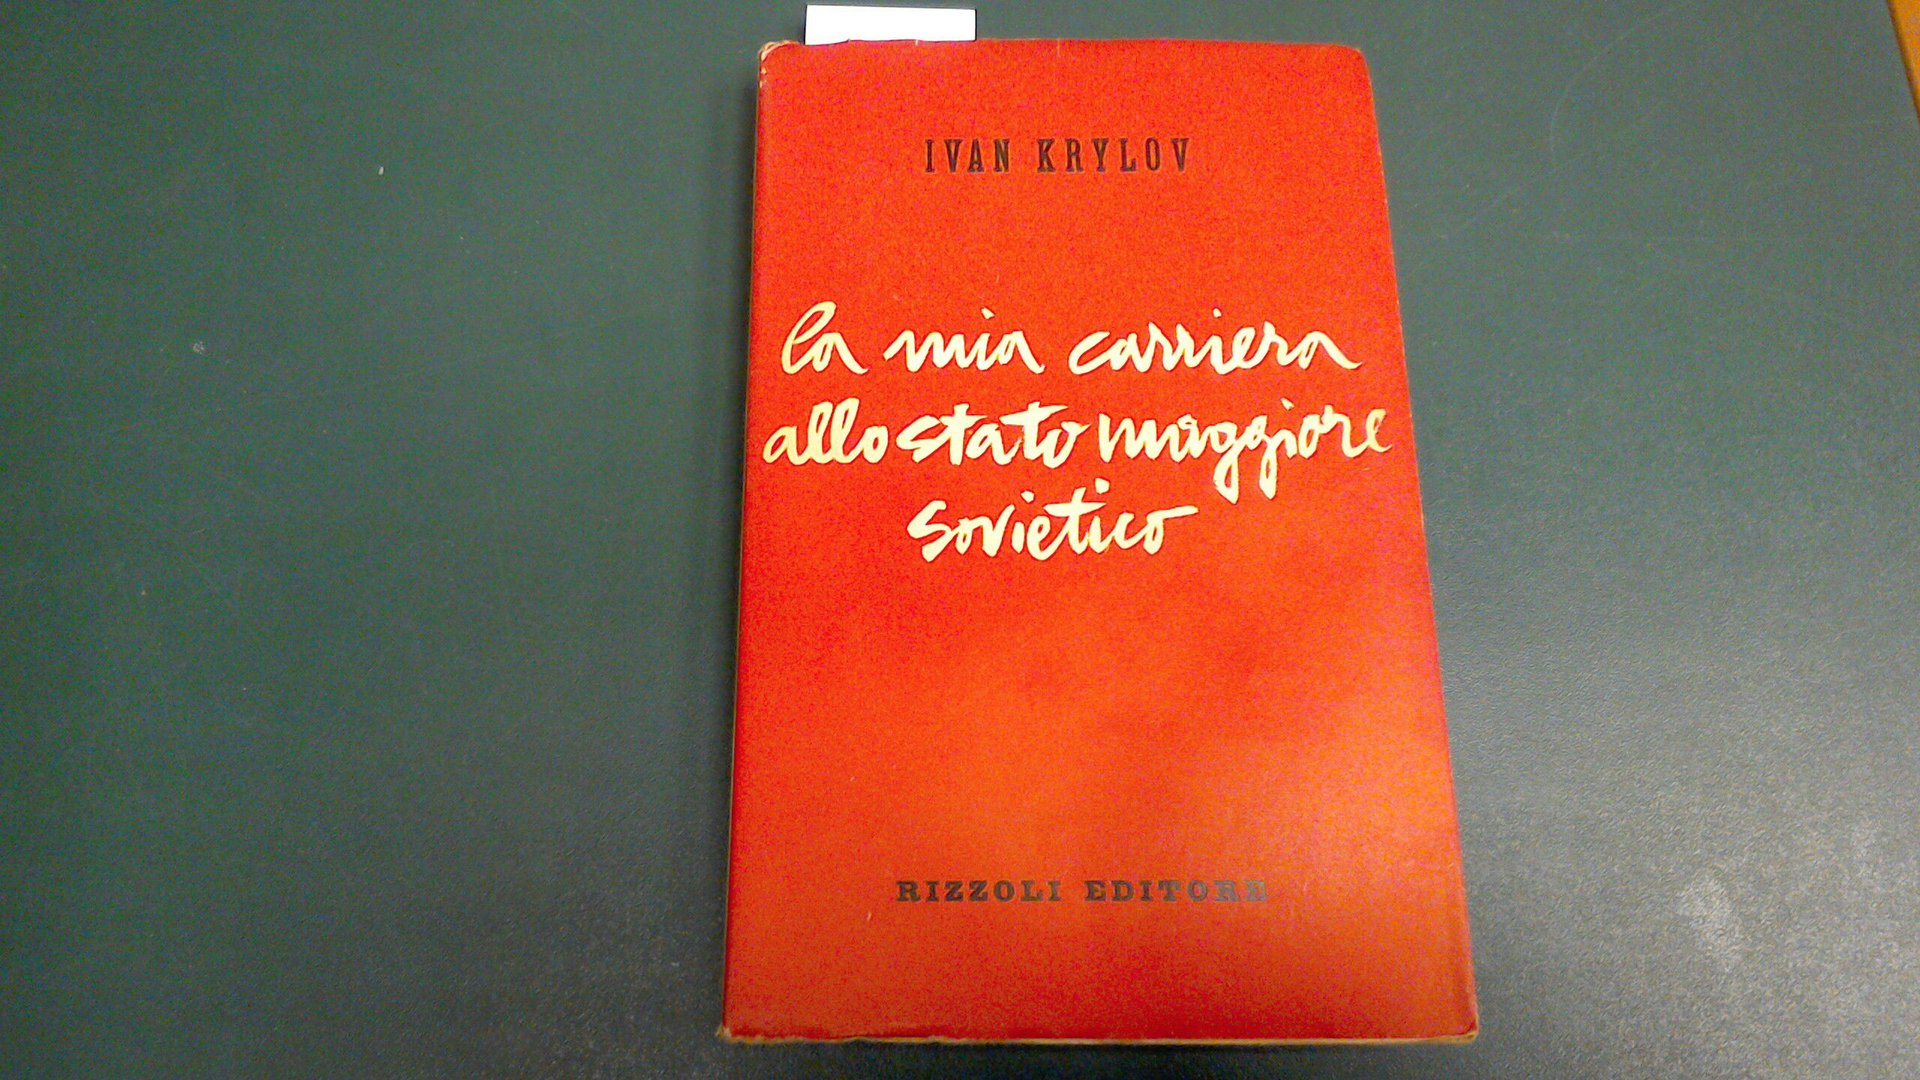 IVAN KRYLOV
la mia carriera
allo stato maggiore
sovietico
RIZZOLI EDITORE